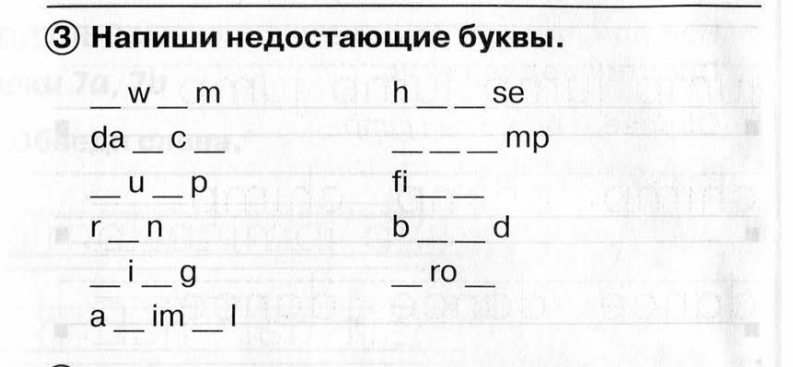 ③ Напиши недостающие буквы.
__ w __ m h __ __ se
da __ c __ __ __ __ mp
__ u __ p fi __ __
r __ n b __ __ d
__ i __ g __ ro __
a __ im __ l